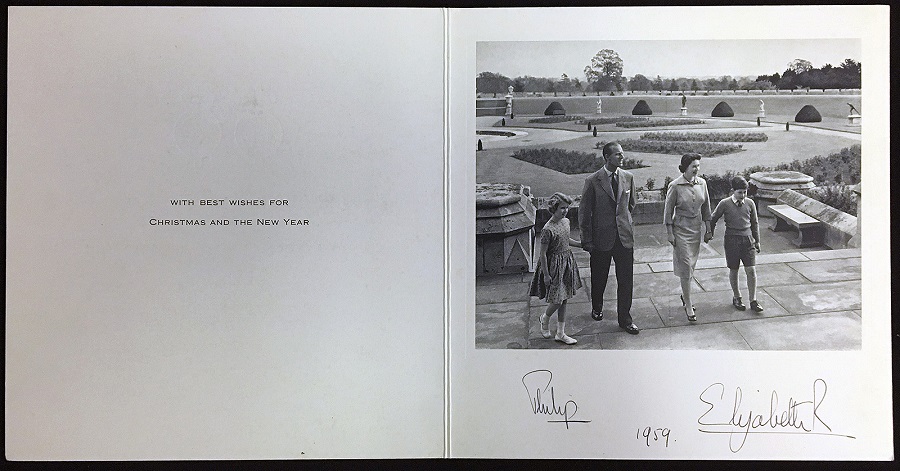 WITH BEST WISHES FOR
CHRISTMAS AND THE NEW YEAR
Philip
1959.
Elizabeth R